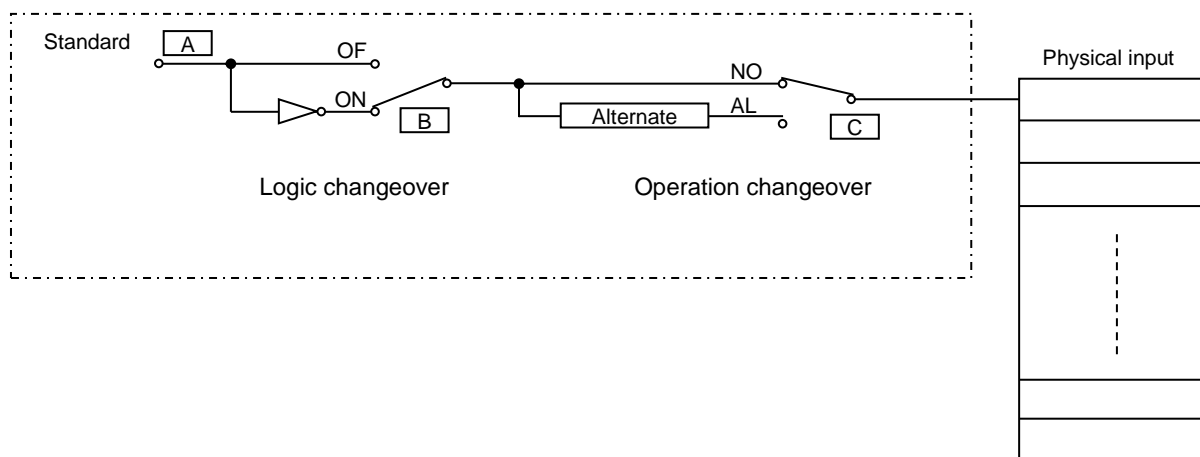 Standard
A
OF
ON
B
Logic changeover
Alternate
NO
AL
C
Operation changeover
Physical input